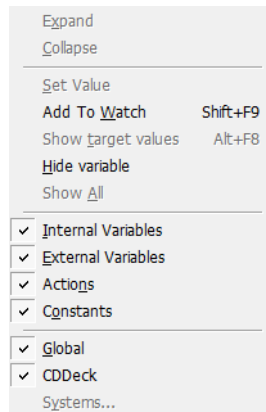 Expand
Collapse
Set Value
Add To Watch Shift+F9
Show target values Alt+F8
Hide variable
Show All
Internal Variables
External Variables
Actions
Constants
Global
CDDeck
Systems...